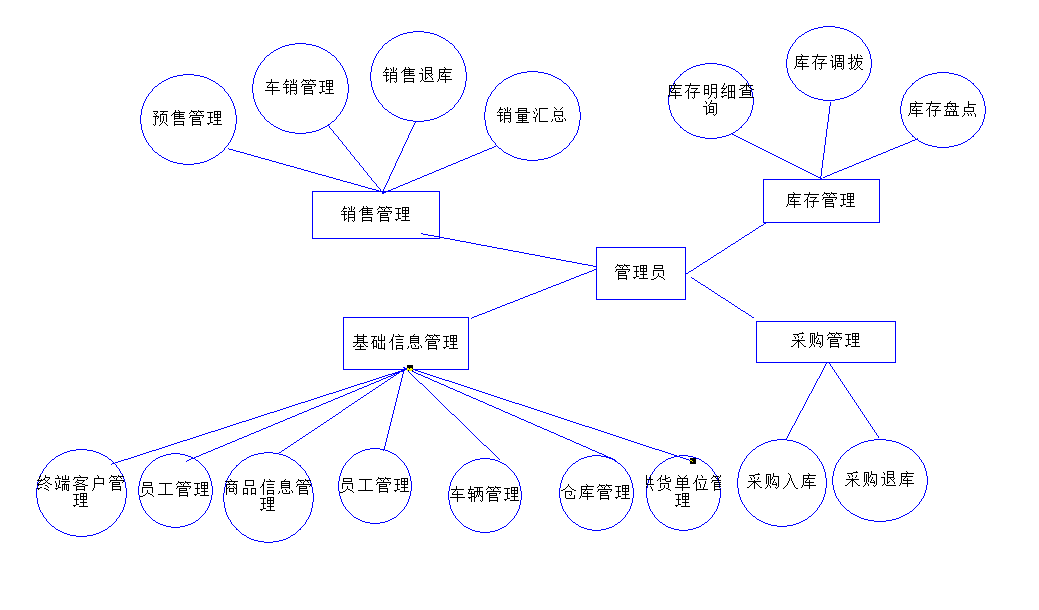 预售管理
车销管理
销售退库
销量汇总
库存明细查
询
库存调拨
库存盘点
销售管理
库存管理
管理员
基础信息管理
采购管理
终端客户管
理
员工管理
商品信息管
理
员工管理
车辆管理
仓库管理
供货单位管
理
采购入库
采购退库